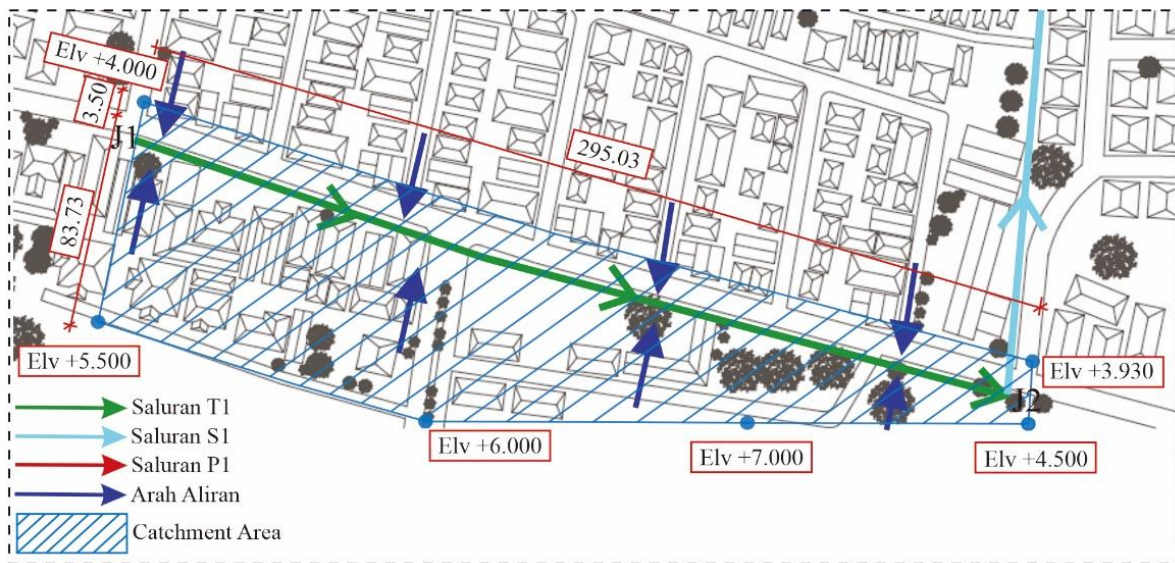 Elv +4.000
3.50
J1
295.03
83.73
Elv +5.500
Elv +3.930
J2
Elv +6.000
Elv +7.000
Elv +4.500
Saluran T1
Saluran S1
Saluran P1
Arah Aliran
Catchment Area